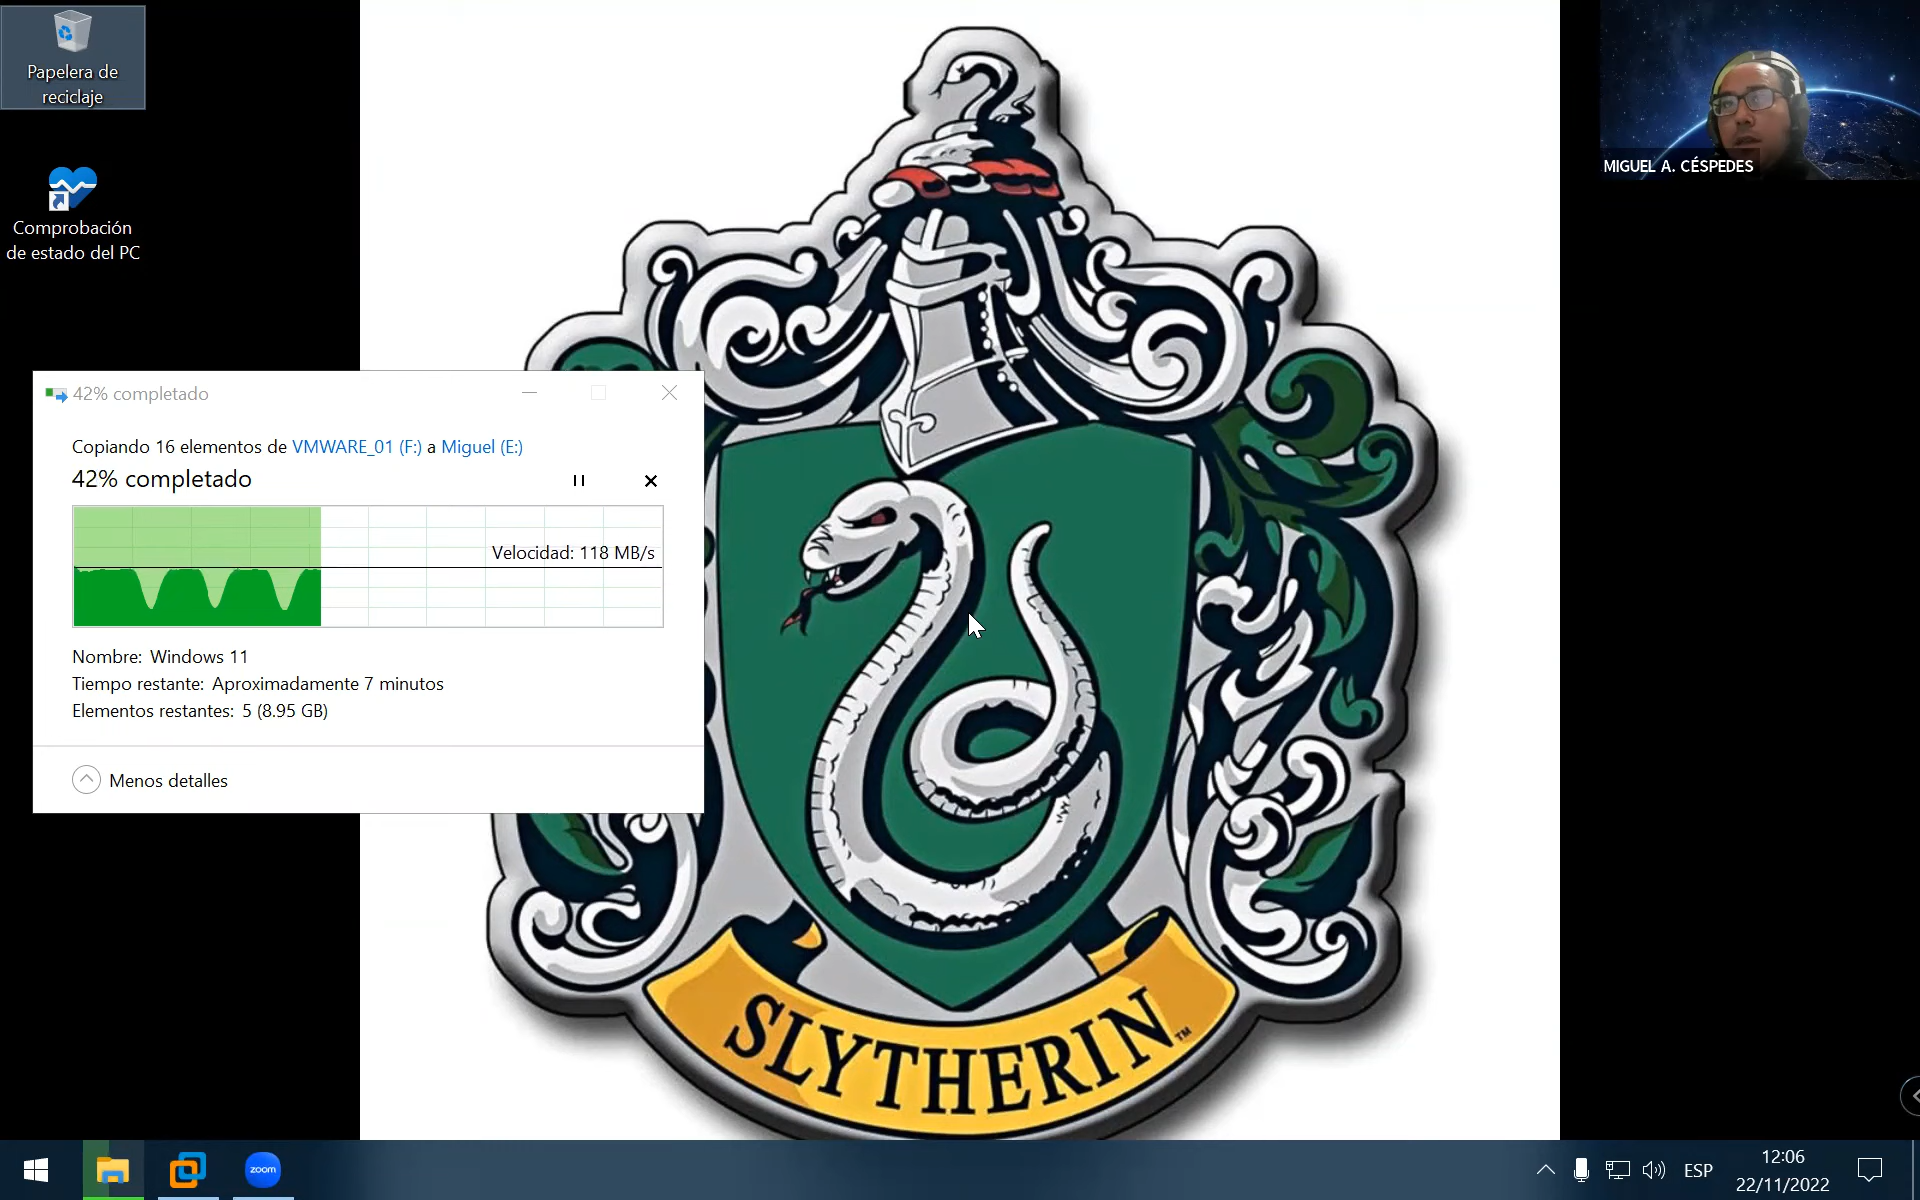 Papelera de
reciclaje
Comprobación
de estado del PC
MIGUEL A. CÉSPEDES
42% completado
Copiando 16 elementos de VMWARE_01 (F:) a Miguel (E:)
42% completado
Velocidad: 118 MB/s
Nombre: Windows 11
Tiempo restante: Aproximadamente 7 minutos
Elementos restantes: 5 (8.95 GB)
Menos detalles
SLYTHERIN™
zoom
ESP
12:06
22/11/2022